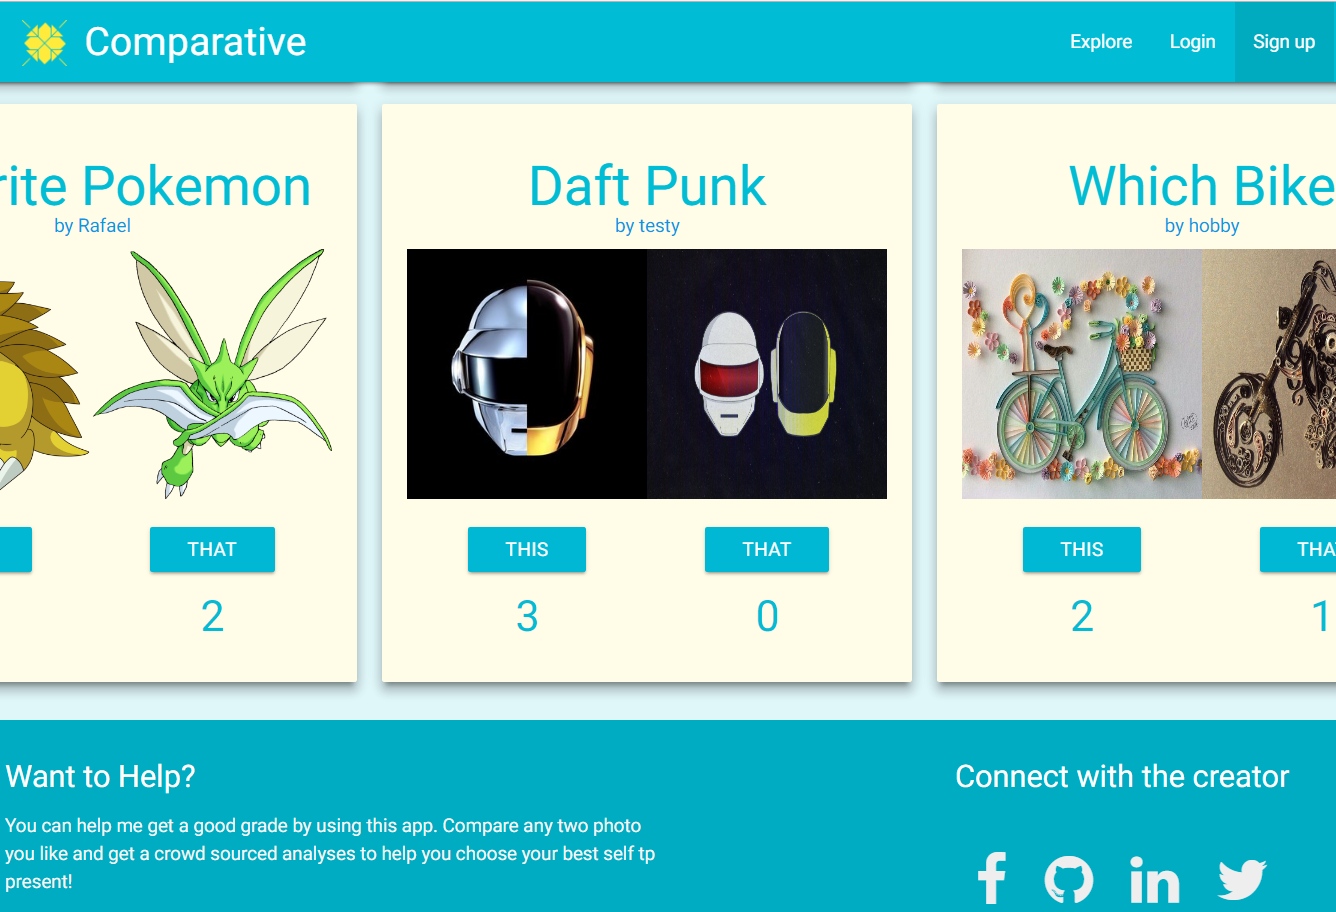 Comparative
Explore
Login
Sign up
rite Pokemon
by Rafael
THAT
2
Daft Punk
by testy
THIS
THAT
3
0
Which Bike
by hobby
THIS
THA
2
1
Want to Help?
You can help me get a good grade by using this app. Compare any two photo
you like and get a crowd sourced analyses to help you choose your best self tp
present!
Connect with the creator